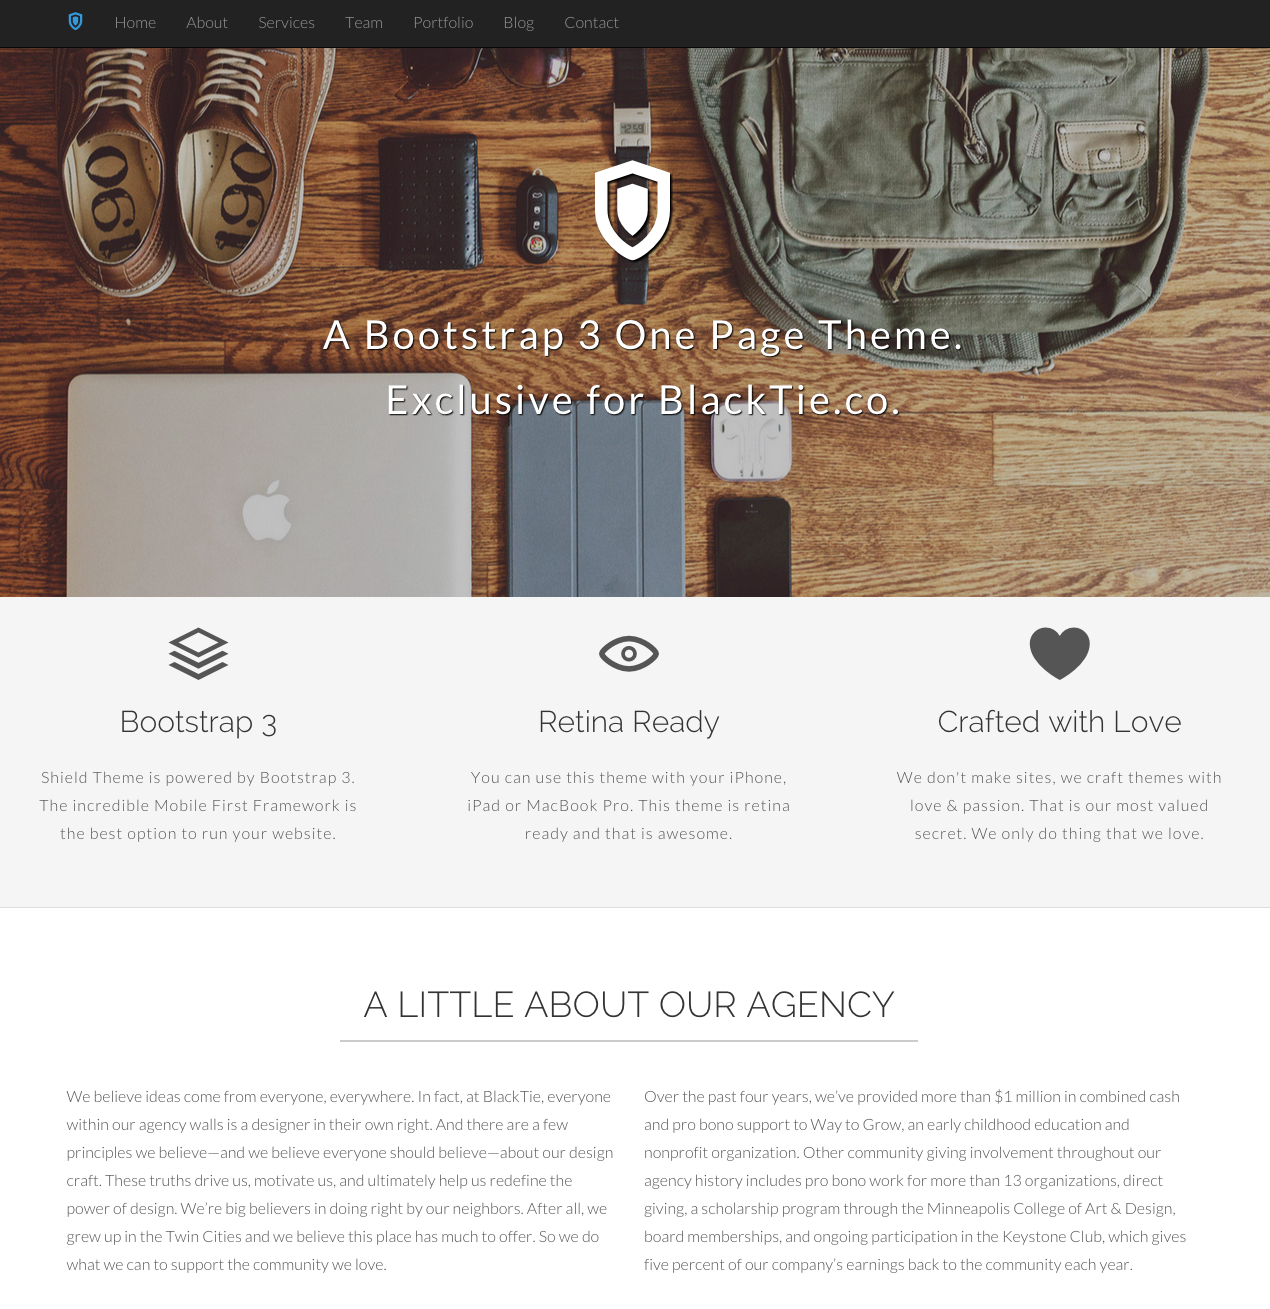 Home About Services Team Portfolio Blog Contact
12:59
A Bootstrap 3 One Page Theme.
Exclusive for BlackTie.co.
Bootstrap 3
Shield Theme is powered by Bootstrap 3.
The incredible Mobile First Framework is
the best option to run your website.
Retina Ready
You can use this theme with your iPhone,
iPad or MacBook Pro. This theme is retina
ready and that is awesome.
Crafted with Love
We don't make sites, we craft themes with
love & passion. That is our most valued
secret. We only do thing that we love.
A LITTLE ABOUT OUR AGENCY
We believe ideas come from everyone, everywhere. In fact, at BlackTie, everyone
within our agency walls is a designer in their own right. And there are a few
principles we believe—and we believe everyone should believe—about our design
craft. These truths drive us, motivate us, and ultimately help us redefine the
power of design. We’re big believers in doing right by our neighbors. After all, we
grew up in the Twin Cities and we believe this place has much to offer. So we do
what we can to support the community we love.
Over the past four years, we’ve provided more than $1 million in combined cash
and pro bono support to Way to Grow, an early childhood education and
nonprofit organization. Other community giving involvement throughout our
agency history includes pro bono work for more than 13 organizations, direct
giving, a scholarship program through the Minneapolis College of Art & Design,
board memberships, and ongoing participation in the Keystone Club, which gives
five percent of our company’s earnings back to the community each year.